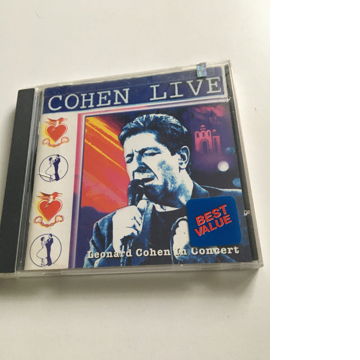 COHEN LIVE
BEST
VALUE
Leonard Cohen In Concert